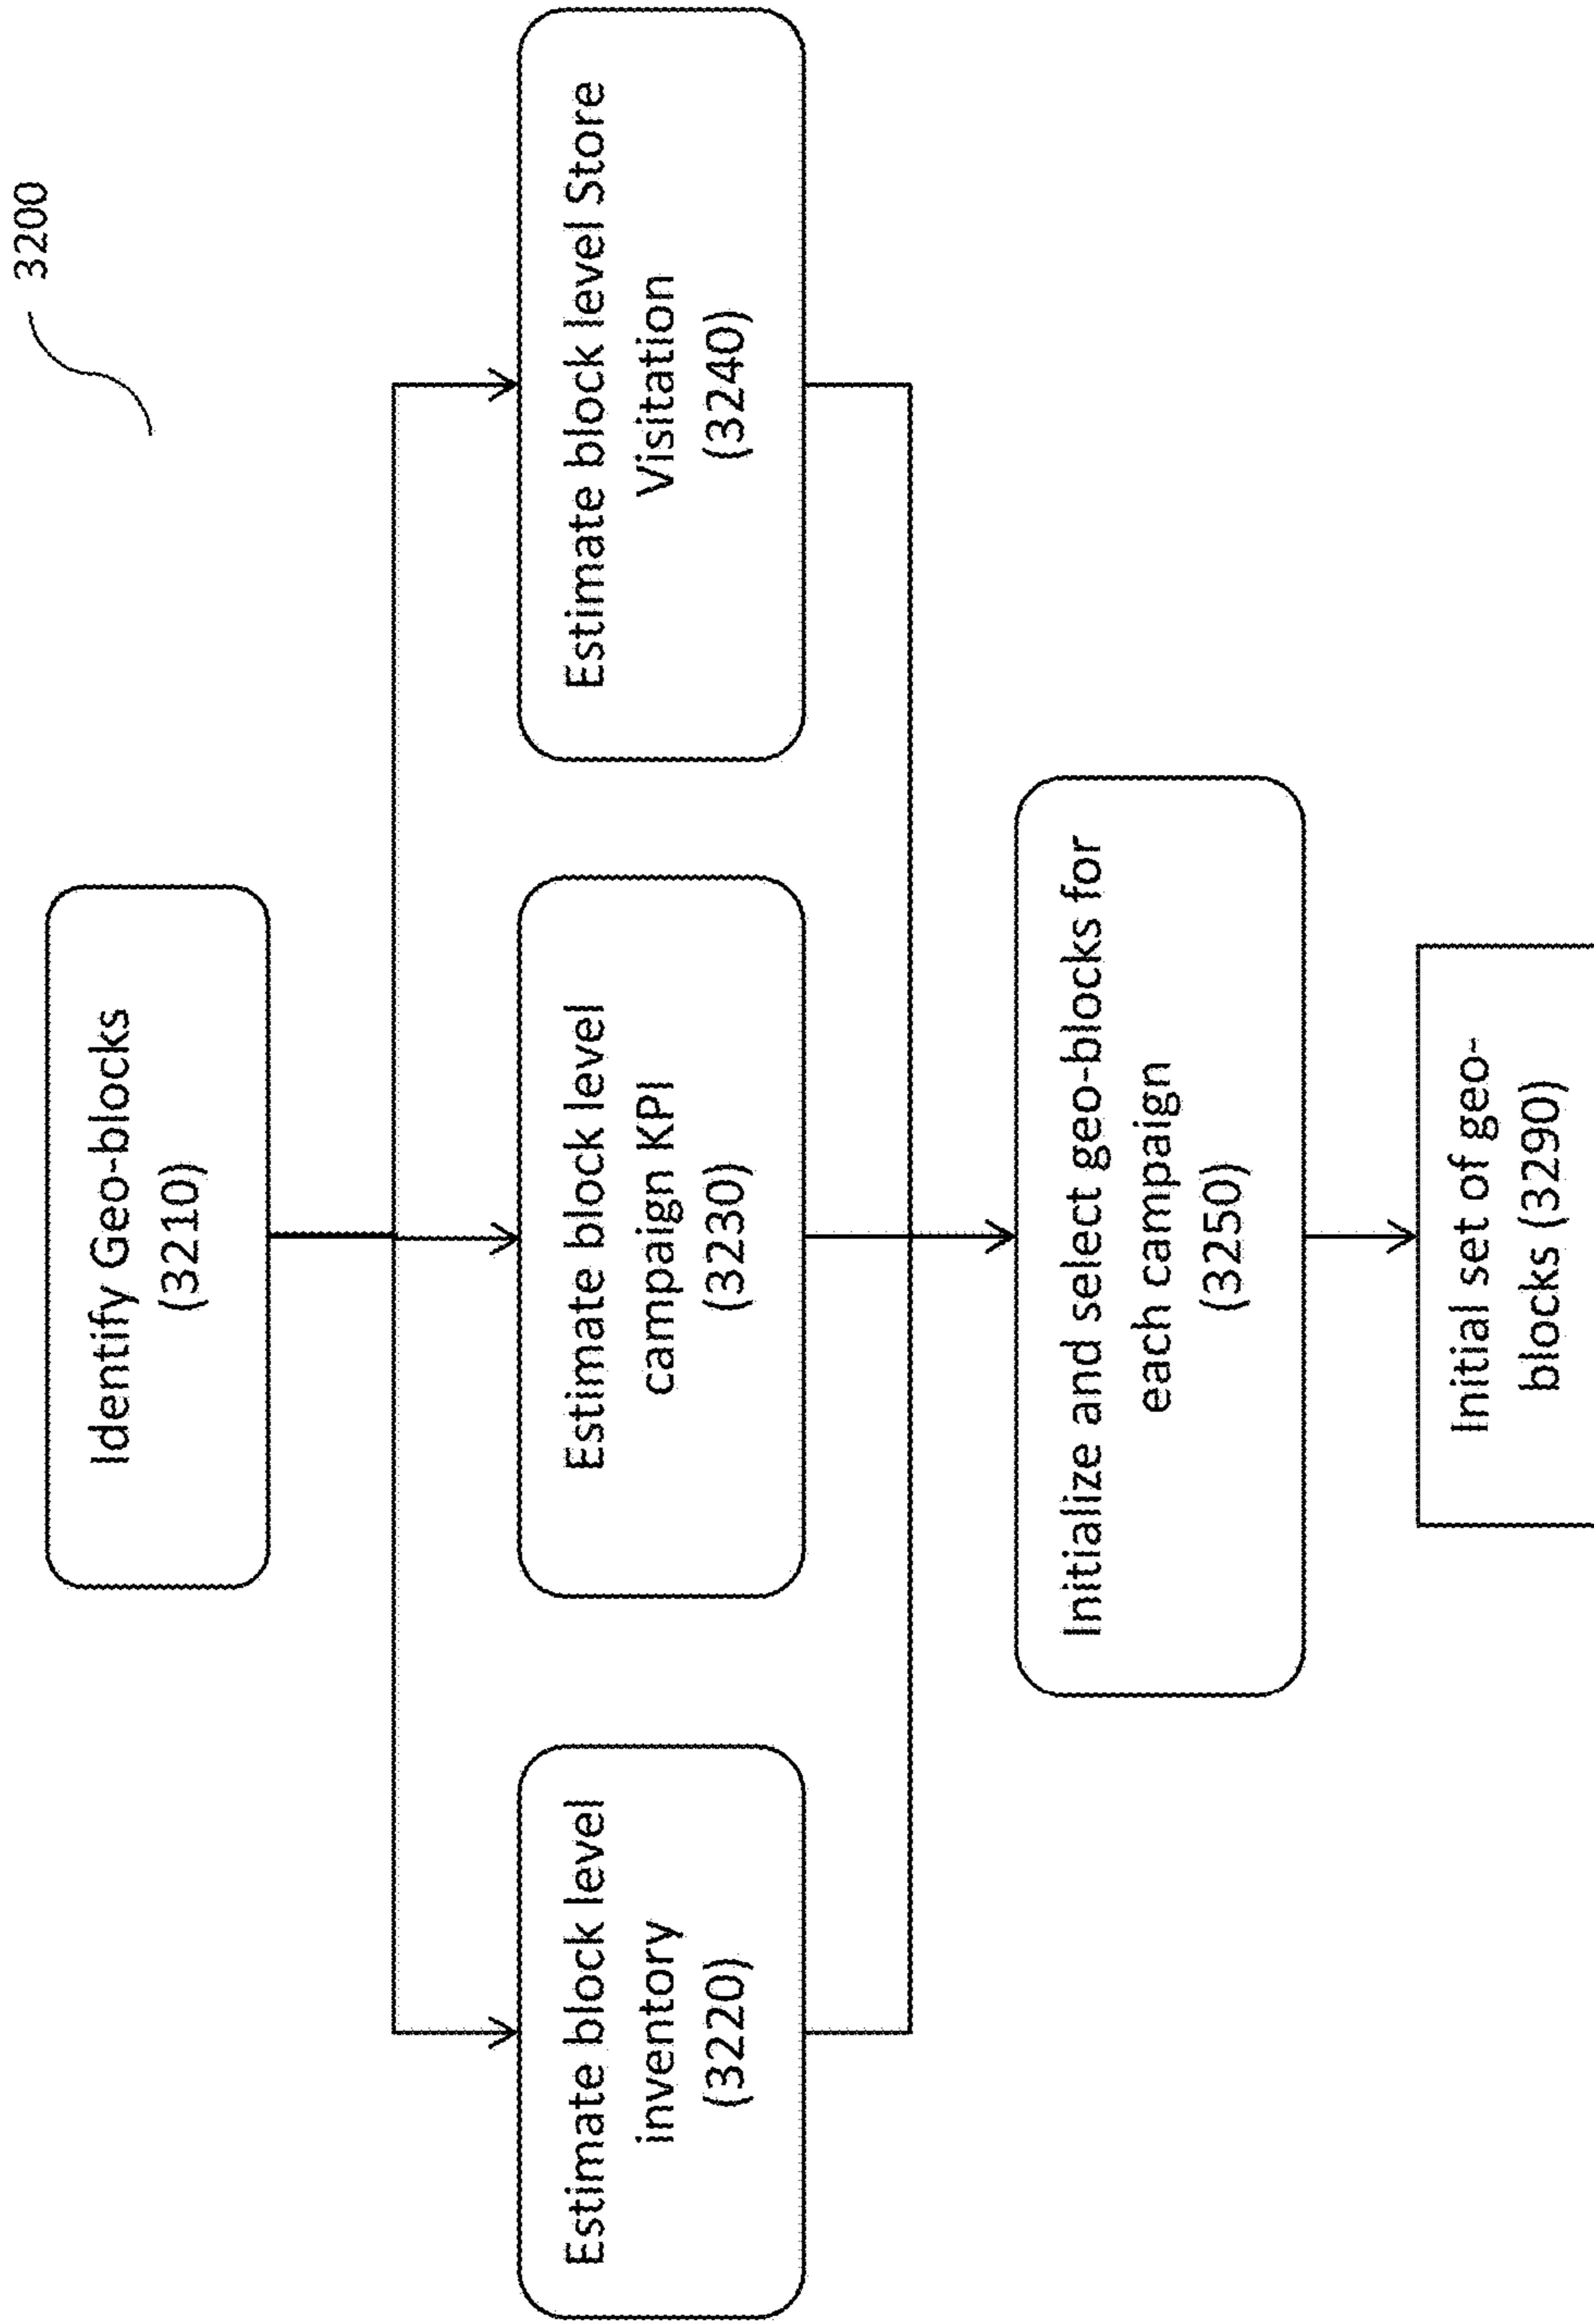 3200
Identify Geo-blocks
(3210)
Estimate block level
inventory
(3220)
Estimate block level
campaign KPI
(3230)
Estimate block level Store
Visitation
(3240)
Initialize and select geo-blocks for
each campaign
(3250)
Initial set of geo-
blocks (3290)